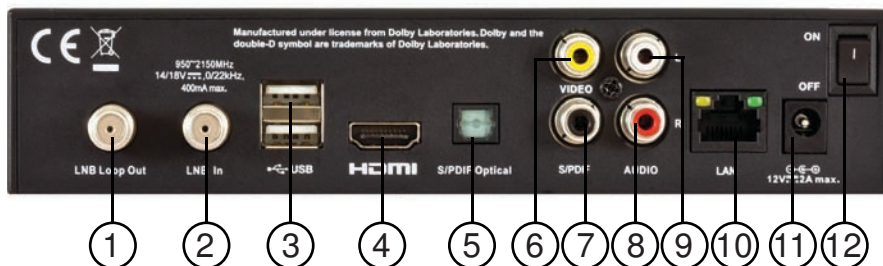 Manufactured under license from Dolby Laboratories. Dolby and the
double-D symbol are trademarks of Dolby Laboratories.
CE
950~2150MHz
14/18V⎓,0/22kHz,
400mA max.
LNB Loop Out
LNB In
USB
HDMI
S/PDIF Optical
VIDEO
S/PDIF
L
R
AUDIO
LAN
12V⎓2A max.
ON
OFF
1 2 3 4 5 6 7 8 9 10 11 12